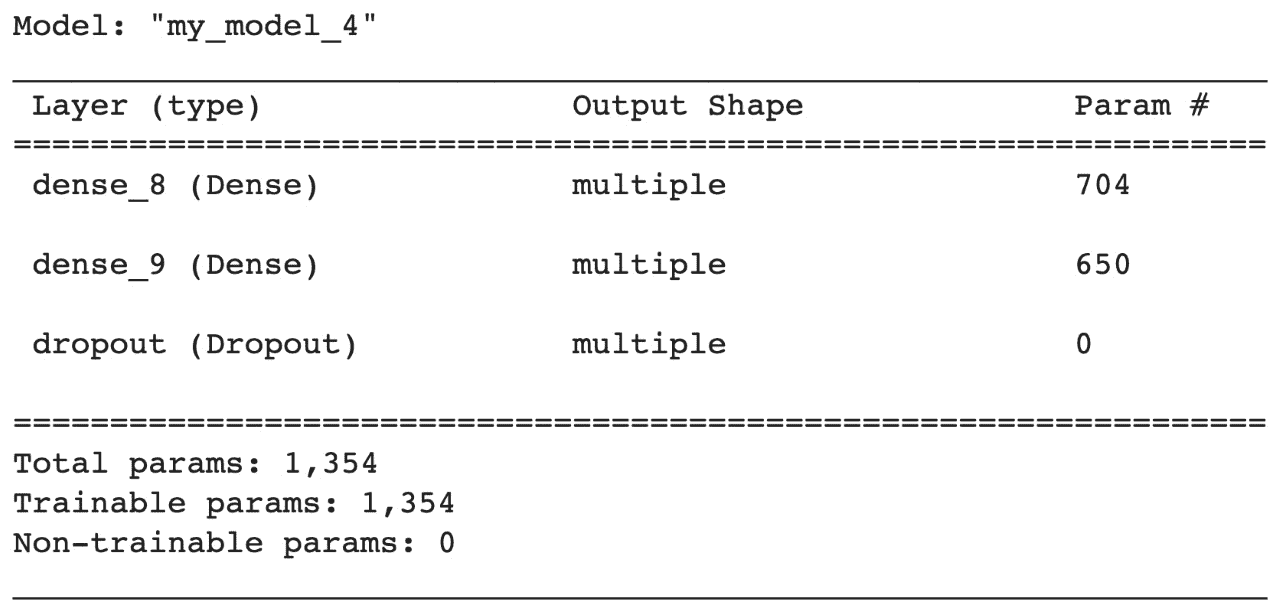 Model: "my_model_4"
Layer (type) Output Shape Param #
=================================================================
dense_8 (Dense) multiple 704
dense_9 (Dense) multiple 650
dropout (Dropout) multiple 0
=================================================================
Total params: 1,354
Trainable params: 1,354
Non-trainable params: 0